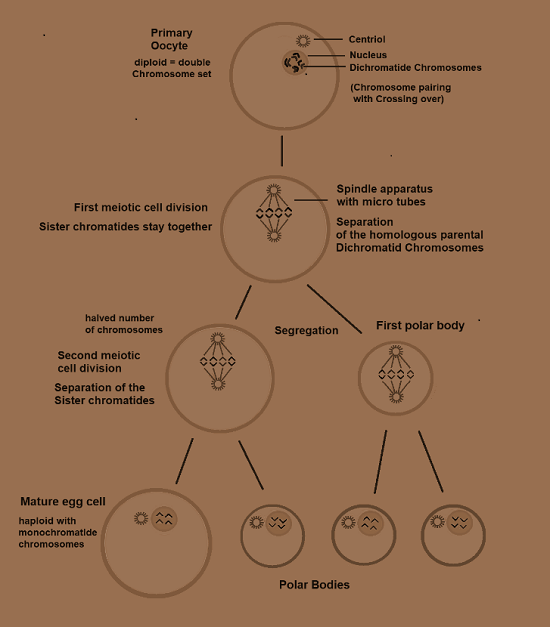 Primary
Oocyte
diploid = double
Chromosome set
Centriol
Nucleus
Dichromatide Chromosomes
(Chromosome pairing
with Crossing over)
First meiotic cell division
Sister chromatides stay together
Spindle apparatus
with micro tubes
Separation
of the homologous parental
Dichromatid Chromosomes
halved number
of chromosomes
Segregation
First polar body
Second meiotic
cell division
Separation of the
Sister chromatides
Mature egg cell
haploid with
monochromatide
chromosomes
Polar Bodies